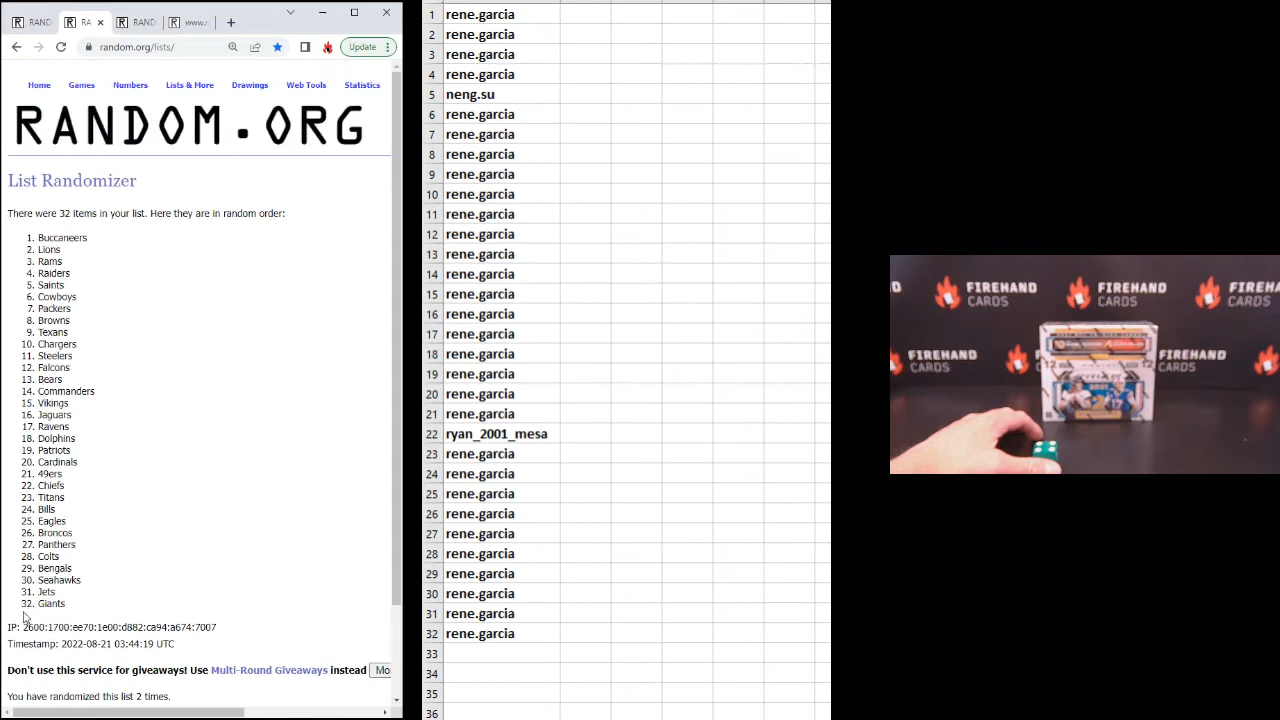 RAND
RA
RAND
www.r
random.org/lists/
Update
Home Games Numbers Lists & More Drawings Web Tools Statistics
RANDOM.ORG
List Randomizer
There were 32 items in your list. Here they are in random order:
1. Buccaneers
2. Lions
3. Rams
4. Raiders
5. Saints
6. Cowboys
7. Packers
8. Browns
9. Texans
10. Chargers
11. Steelers
12. Falcons
13. Bears
14. Commanders
15. Vikings
16. Jaguars
17. Ravens
18. Dolphins
19. Patriots
20. Cardinals
21. 49ers
22. Chiefs
23. Titans
24. Bills
25. Eagles
26. Broncos
27. Panthers
28. Colts
29. Bengals
30. Seahawks
31. Jets
32. Giants
IP: 2600:1700:ee70:1e00:d882:ca94:a674:7007
Timestamp: 2022-08-21 03:44:19 UTC
Don't use this service for giveaways! Use Multi-Round Giveaways instead Mo
You have randomized this list 2 times.
1 rene.garcia
2 rene.garcia
3 rene.garcia
4 rene.garcia
5 neng.su
6 rene.garcia
7 rene.garcia
8 rene.garcia
9 rene.garcia
10 rene.garcia
11 rene.garcia
12 rene.garcia
13 rene.garcia
14 rene.garcia
15 rene.garcia
16 rene.garcia
17 rene.garcia
18 rene.garcia
19 rene.garcia
20 rene.garcia
21 rene.garcia
22 ryan_2001_mesa
23 rene.garcia
24 rene.garcia
25 rene.garcia
26 rene.garcia
27 rene.garcia
28 rene.garcia
29 rene.garcia
30 rene.garcia
31 rene.garcia
32 rene.garcia
33
34
35
36
FIREHAND
CARDS
FIREHAND
CARDS
FIREHA
CARDS
FIREHAND
CARDS
FIREHAND
CARDS